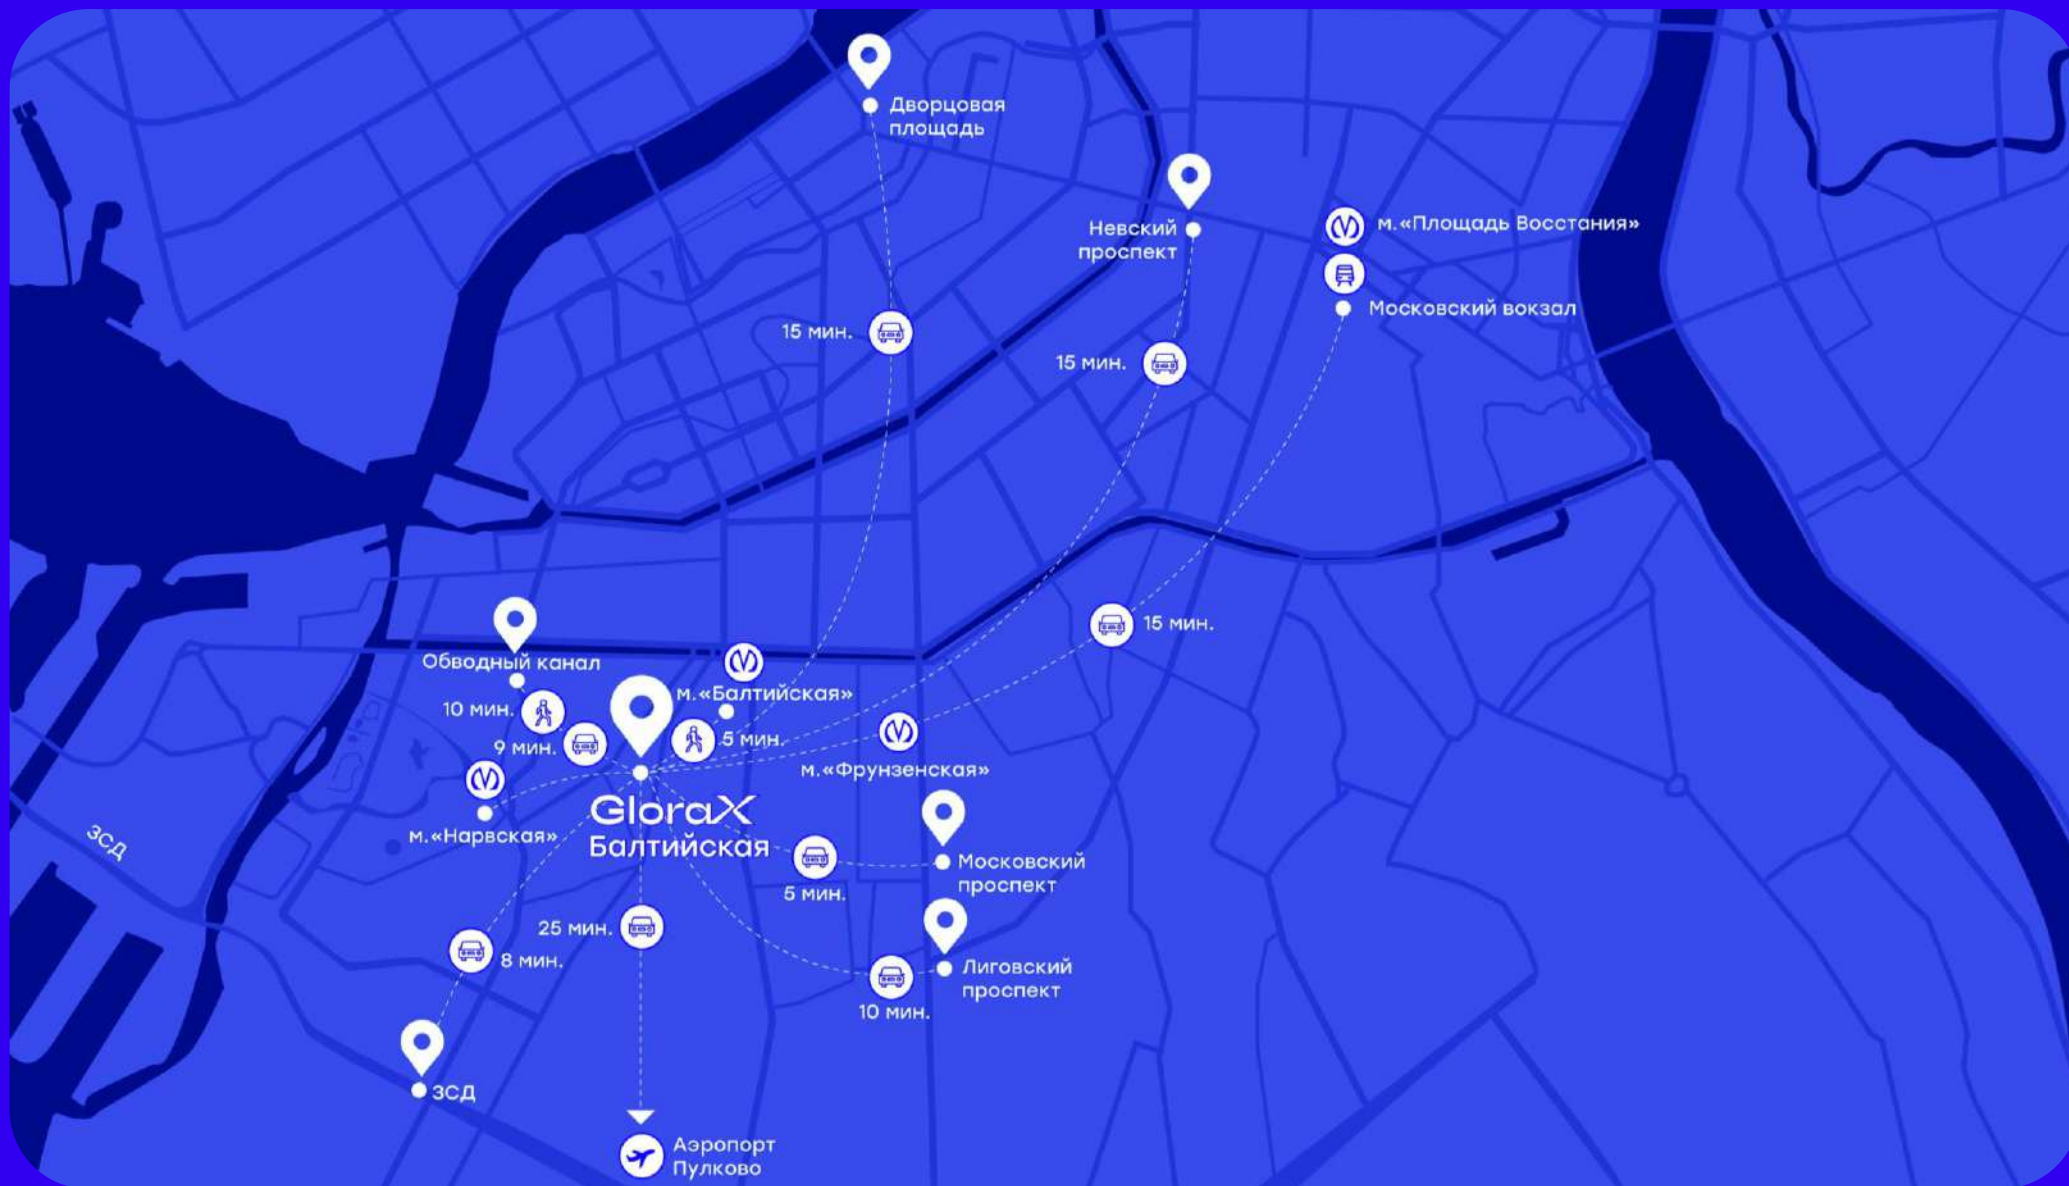 Дворцовая
площадь
Невский
проспект
м.«Площадь Восстания»
Московский вокзал
15 мин.
15 мин.
15 мин.
Обводный канал
10 мин.
9 мин.
м.«Балтийская»
5 мин.
м.«Фрунзенская»
м.«Нарвская»
GloraX
Балтийская
ЗСД
Московский
проспект
5 мин.
25 мин.
8 мин.
Лиговский
проспект
10 мин.
ЗСД
Аэропорт
Пулково